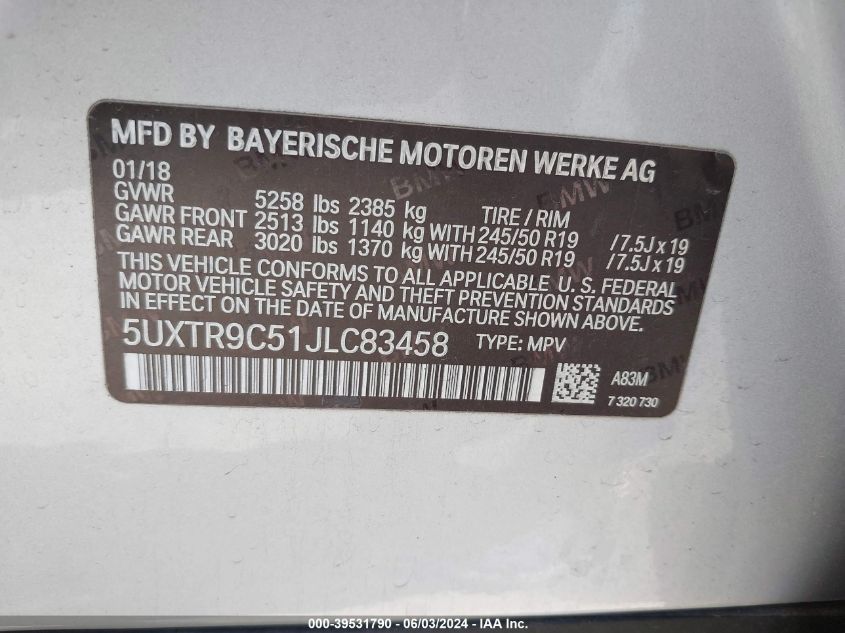 MFD BY BAYERISCHE MOTOREN WERKE AG
01/18
GVWR 5258 lbs 2385 kg TIRE / RIM
GAWR FRONT 2513 lbs 1140 kg WITH 245/50 R19 /7.5J x 19
GAWR REAR 3020 lbs 1370 kg WITH 245/50 R19 /7.5J x 19
THIS VEHICLE CONFORMS TO ALL APPLICABLE U. S. FEDERAL
MOTOR VEHICLE SAFETY AND THEFT PREVENTION STANDARDS
IN EFFECT ON THE DATE OF MANUFACTURE SHOWN ABOVE.
5UXTR9C51JLC83458 TYPE: MPV
A83M
7 320 730
000-39531790 - 06/03/2024 - IAA Inc.